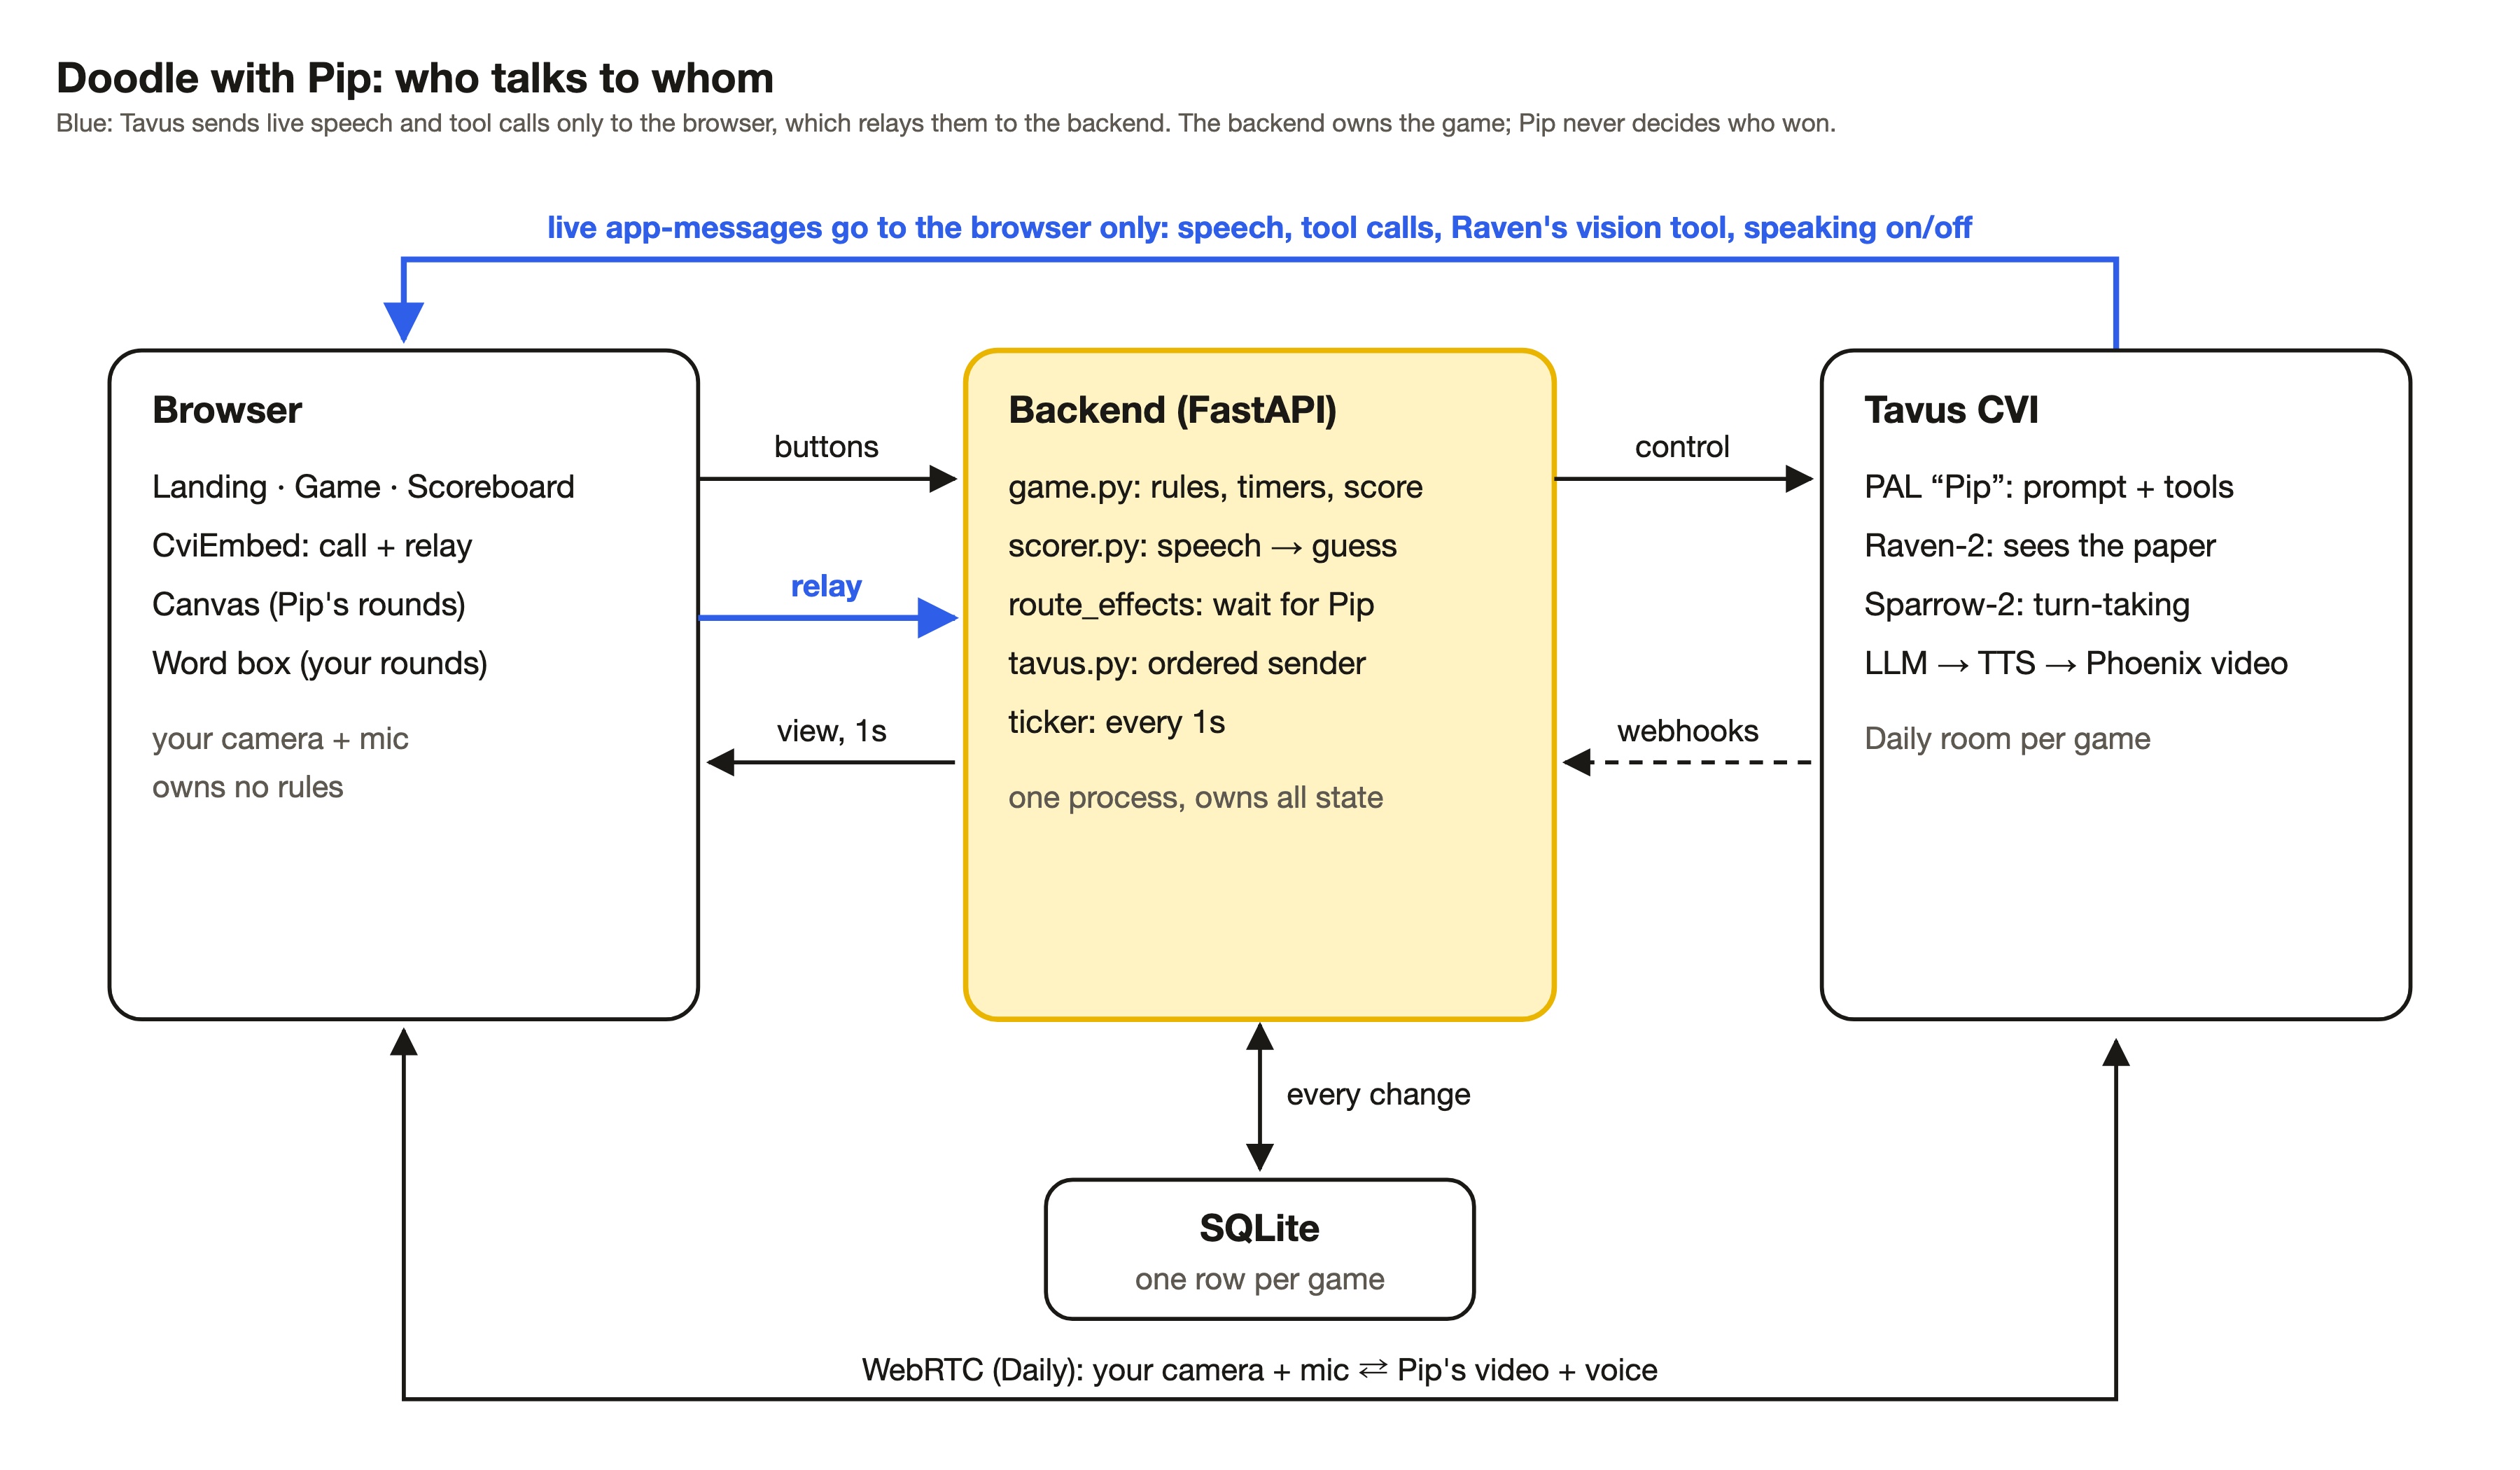 Doodle with Pip: who talks to whom
Blue: Tavus sends live speech and tool calls only to the browser, which relays them to the backend. The backend owns the game; Pip never decides who won.
live app-messages go to the browser only: speech, tool calls, Raven's vision tool, speaking on/off
Browser
Landing · Game · Scoreboard
CviEmbed: call + relay
Canvas (Pip's rounds)
Word box (your rounds)
your camera + mic
owns no rules
buttons
relay
view, 1s
Backend (FastAPI)
game.py: rules, timers, score
scorer.py: speech → guess
route_effects: wait for Pip
tavus.py: ordered sender
ticker: every 1s
one process, owns all state
control
webhooks
Tavus CVI
PAL “Pip”: prompt + tools
Raven-2: sees the paper
Sparrow-2: turn-taking
LLM → TTS → Phoenix video
Daily room per game
every change
SQLite
one row per game
WebRTC (Daily): your camera + mic ⇄ Pip's video + voice